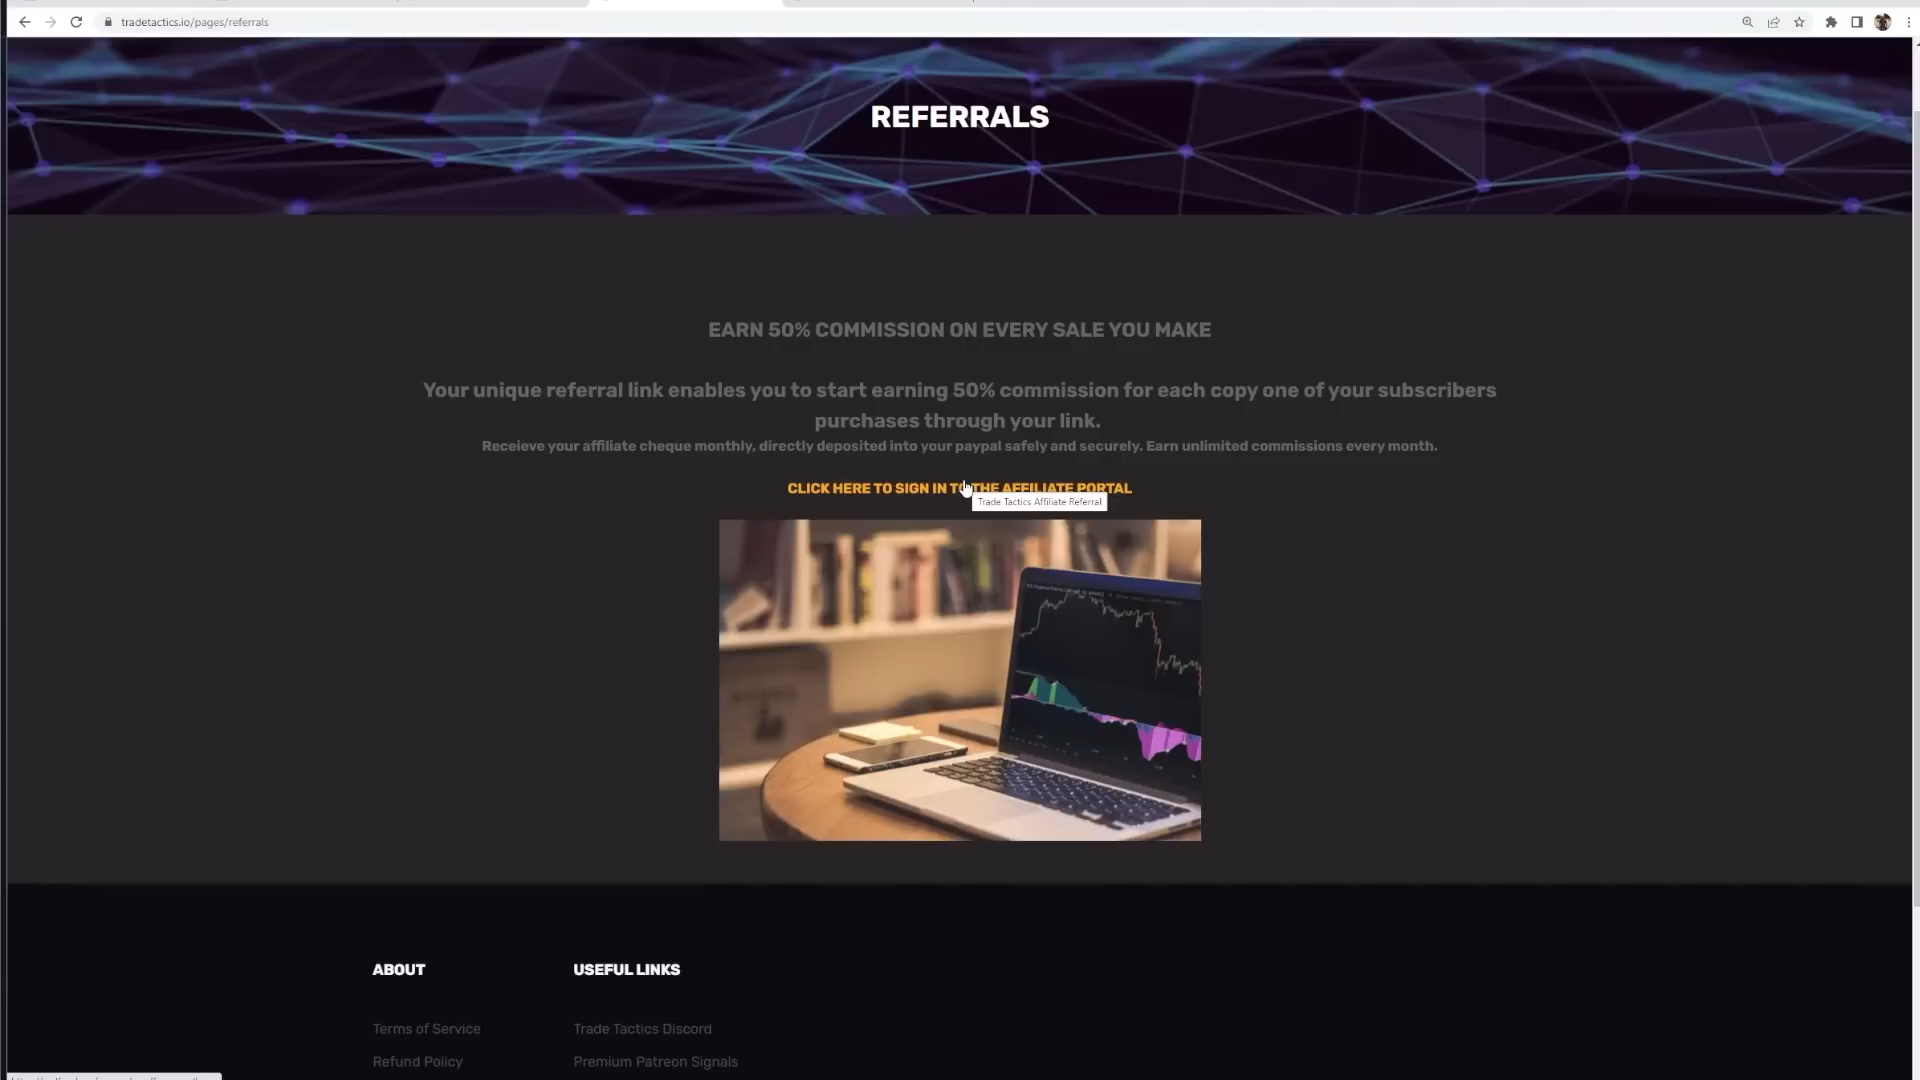 tradetactics.io/pages/referrals
REFERRALS
EARN 50% COMMISSION ON EVERY SALE YOU MAKE
Your unique referral link enables you to start earning 50% commission for each copy one of your subscribers
purchases through your link.
Receieve your affiliate cheque monthly, directly deposited into your paypal safely and securely. Earn unlimited commissions every month.
CLICK HERE TO SIGN IN TO THE AFFILIATE PORTAL
Trade Tactics Affiliate Referral
ABOUT
USEFUL LINKS
Terms of Service
Trade Tactics Discord
Refund Policy
Premium Patreon Signals